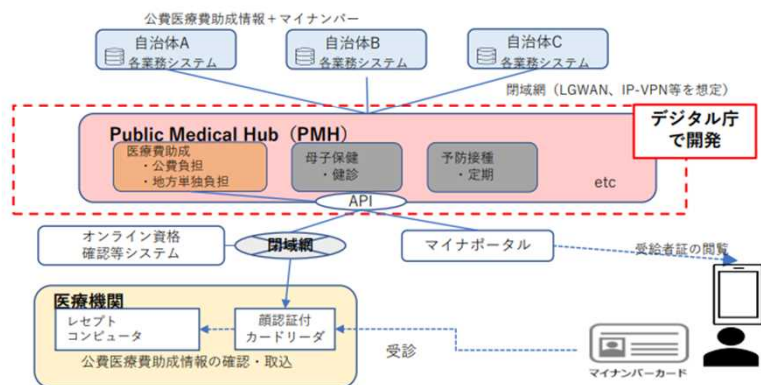 公費医療費助成情報＋マイナンバー
自治体A
各業務システム
自治体B
各業務システム
自治体C
各業務システム
閉域網（LGWAN、IP-VPN等を想定）
デジタル庁
で開発
Public Medical Hub（PMH）
医療費助成
・公費負担
・地方単独負担
母子保健
・健診
予防接種
・定期
etc
API
オンライン資格
確認等システム
閉域網
マイナポータル
受給者証の閲覧
医療機関
レセプト
コンピュータ
顔認証付
カードリーダ
公費医療費助成情報の確認・取込
受診
マイナンバーカード